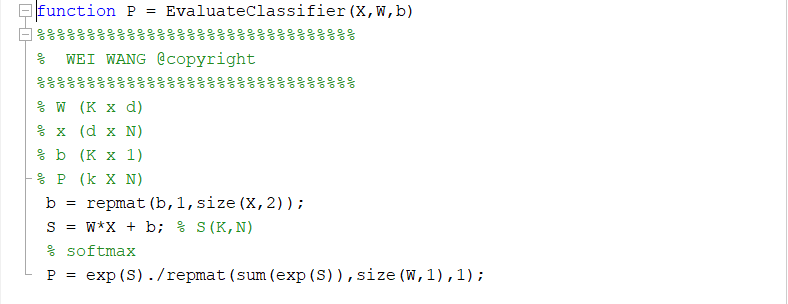 function P = EvaluateClassifier(X,W,b)
%%%%%%%%%%%%%%%%%%%%%%%%%%%%%%%%
%  WEI WANG @copyright
%%%%%%%%%%%%%%%%%%%%%%%%%%%%%%%%
% W (K x d)
% x (d x N)
% b (K x 1)
% P (k X N)
b = repmat(b,1,size(X,2));
S = W*X + b; % S(K,N)
% softmax
P = exp(S)./repmat(sum(exp(S)),size(W,1),1);